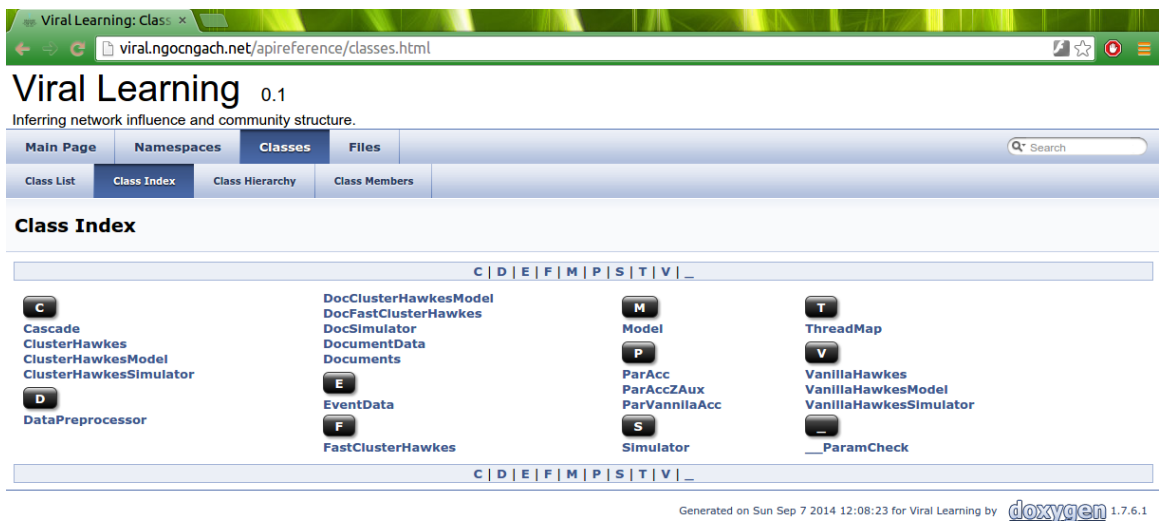 Viral Learning: Class
viral.ngocngach.net/apireference/classes.html
Viral Learning 0.1
Inferring network influence and community structure.
Main Page Namespaces Classes Files Search
Class List Class Index Class Hierarchy Class Members
Class Index
C | D | E | F | M | P | S | T | V | _
C
Cascade
ClusterHawkes
ClusterHawkesModel
ClusterHawkesSimulator
D
DataPreprocessor
DocClusterHawkesModel
DocFastClusterHawkes
DocSimulator
DocumentData
Documents
E
EventData
F
FastClusterHawkes
M
Model
P
ParAcc
ParAccZAux
ParVannilaAcc
S
Simulator
T
ThreadMap
V
VanillaHawkes
VanillaHawkesModel
VanillaHawkesSimulator
_
__ParamCheck
C | D | E | F | M | P | S | T | V | _
Generated on Sun Sep 7 2014 12:08:23 for Viral Learning by doxygen 1.7.6.1